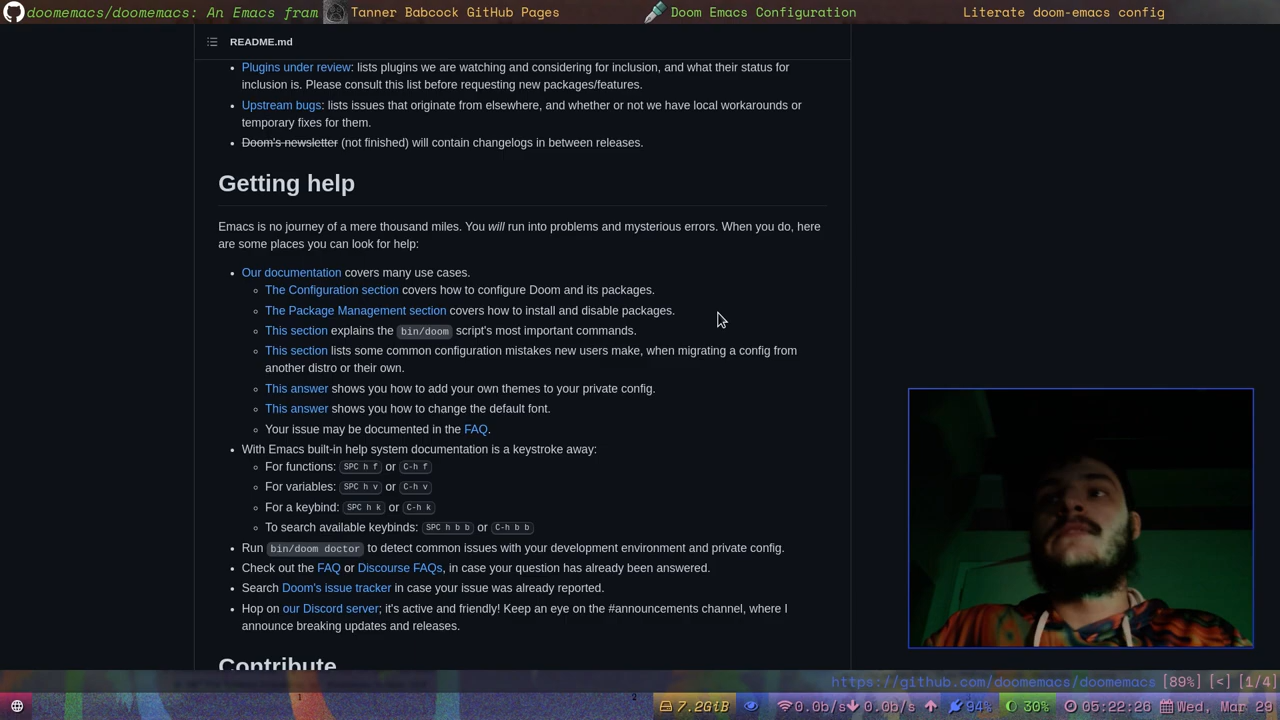 doomemacs/doomemacs: An Emacs fram
Tanner Babcock GitHub Pages
Doom Emacs Configuration
Literate doom-emacs config
README.md
Plugins under review: lists plugins we are watching and considering for inclusion, and what their status for
inclusion is. Please consult this list before requesting new packages/features.
Upstream bugs: lists issues that originate from elsewhere, and whether or not we have local workarounds or
temporary fixes for them.
Doom's newsletter (not finished) will contain changelogs in between releases.
Getting help
Emacs is no journey of a mere thousand miles. You will run into problems and mysterious errors. When you do, here
are some places you can look for help:
Our documentation covers many use cases.
The Configuration section covers how to configure Doom and its packages.
The Package Management section covers how to install and disable packages.
This section explains the bin/doom script's most important commands.
This section lists some common configuration mistakes new users make, when migrating a config from
another distro or their own.
This answer shows you how to add your own themes to your private config.
This answer shows you how to change the default font.
Your issue may be documented in the FAQ.
With Emacs built-in help system documentation is a keystroke away:
For functions: SPC h f or C-h f
For variables: SPC h v or C-h v
For a keybind: SPC h k or C-h k
To search available keybinds: SPC h b b or C-h b b
Run bin/doom doctor to detect common issues with your development environment and private config.
Check out the FAQ or Discourse FAQs, in case your question has already been answered.
Search Doom's issue tracker in case your issue was already reported.
Hop on our Discord server; it's active and friendly! Keep an eye on the #announcements channel, where I
announce breaking updates and releases.
Contribute
https://github.com/doomemacs/doomemacs [89%] [<] [1/4]
1
2
7.2GiB
0.0b/s 0.0b/s
94%
30%
05:22:26
Wed, Mar 29